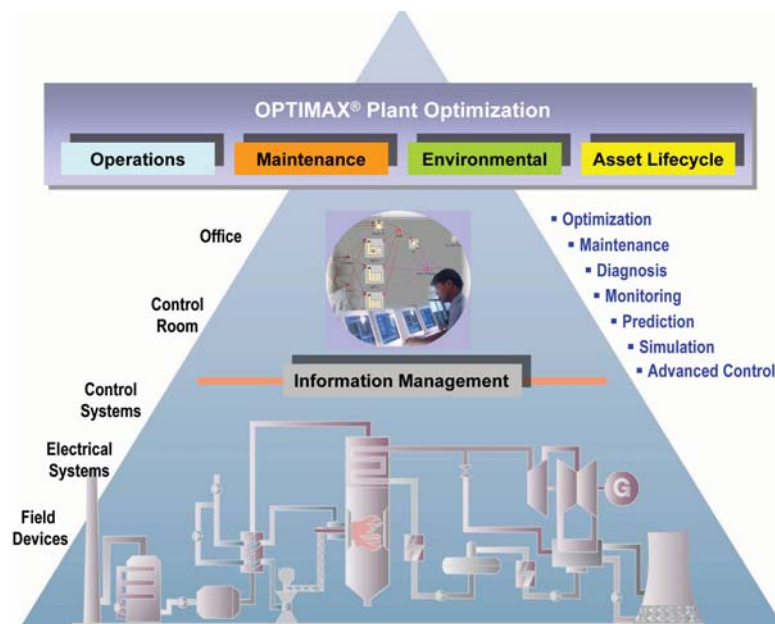 OPTIMAX® Plant Optimization
Operations
Maintenance
Environmental
Asset Lifecycle
Office
Control
Room
Control
Systems
Electrical
Systems
Field
Devices
▪ Optimization
▪ Maintenance
▪ Diagnosis
▪ Monitoring
▪ Prediction
▪ Simulation
▪ Advanced Control
Information Management
G